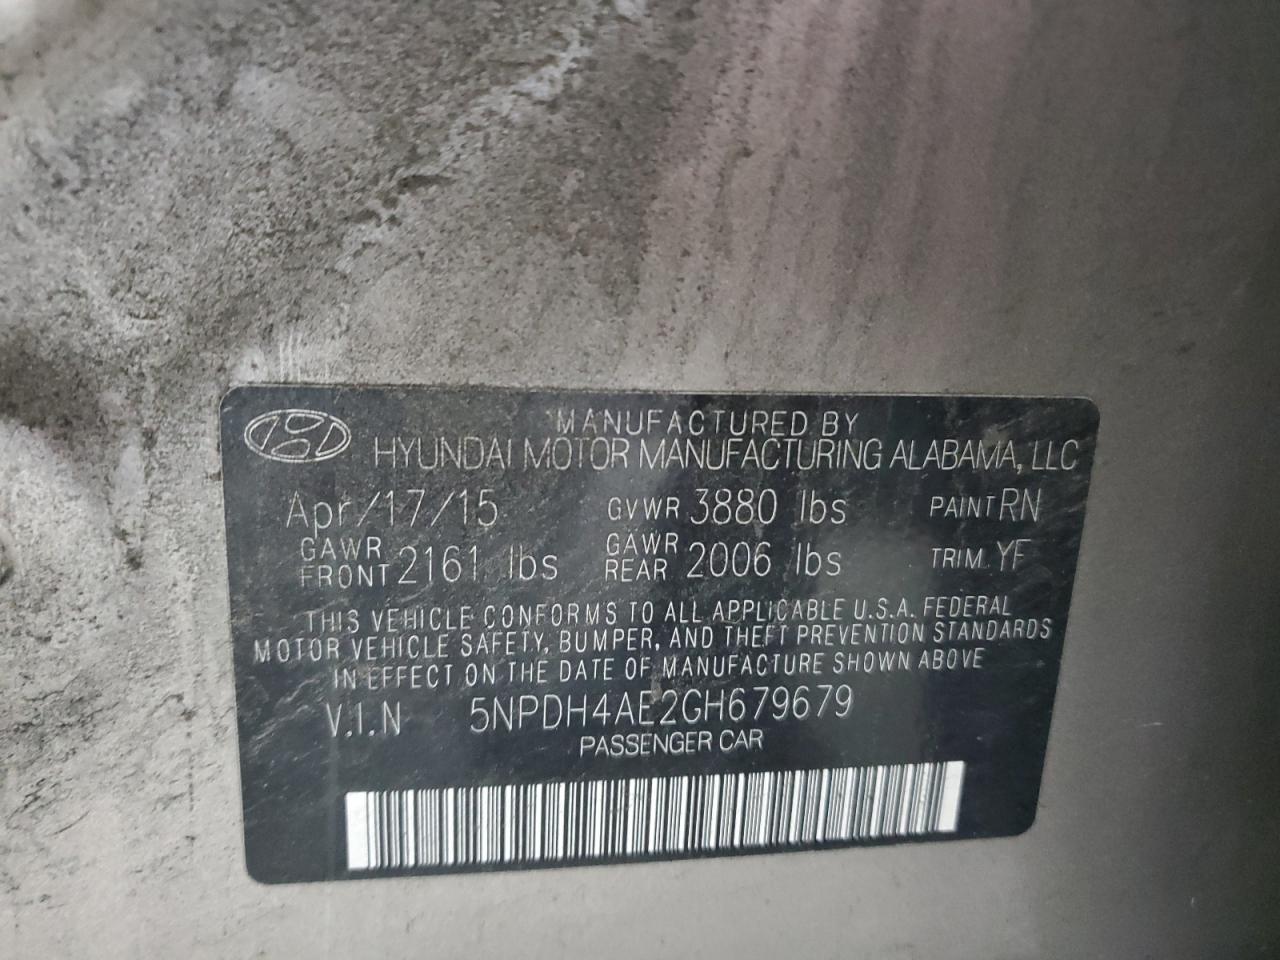 MANUFACTURED BY
HYUNDAI MOTOR MANUFACTURING ALABAMA, LLC
Apr/17/15 GVWR 3880 lbs PAINT RN
GAWR FRONT 2161 lbs GAWR REAR 2006 lbs TRIM YF
THIS VEHICLE CONFORMS TO ALL APPLICABLE U.S.A. FEDERAL
MOTOR VEHICLE SAFETY, BUMPER, AND THEFT PREVENTION STANDARDS
IN EFFECT ON THE DATE OF MANUFACTURE SHOWN ABOVE
V.I.N 5NPDH4AE2GH679679
PASSENGER CAR